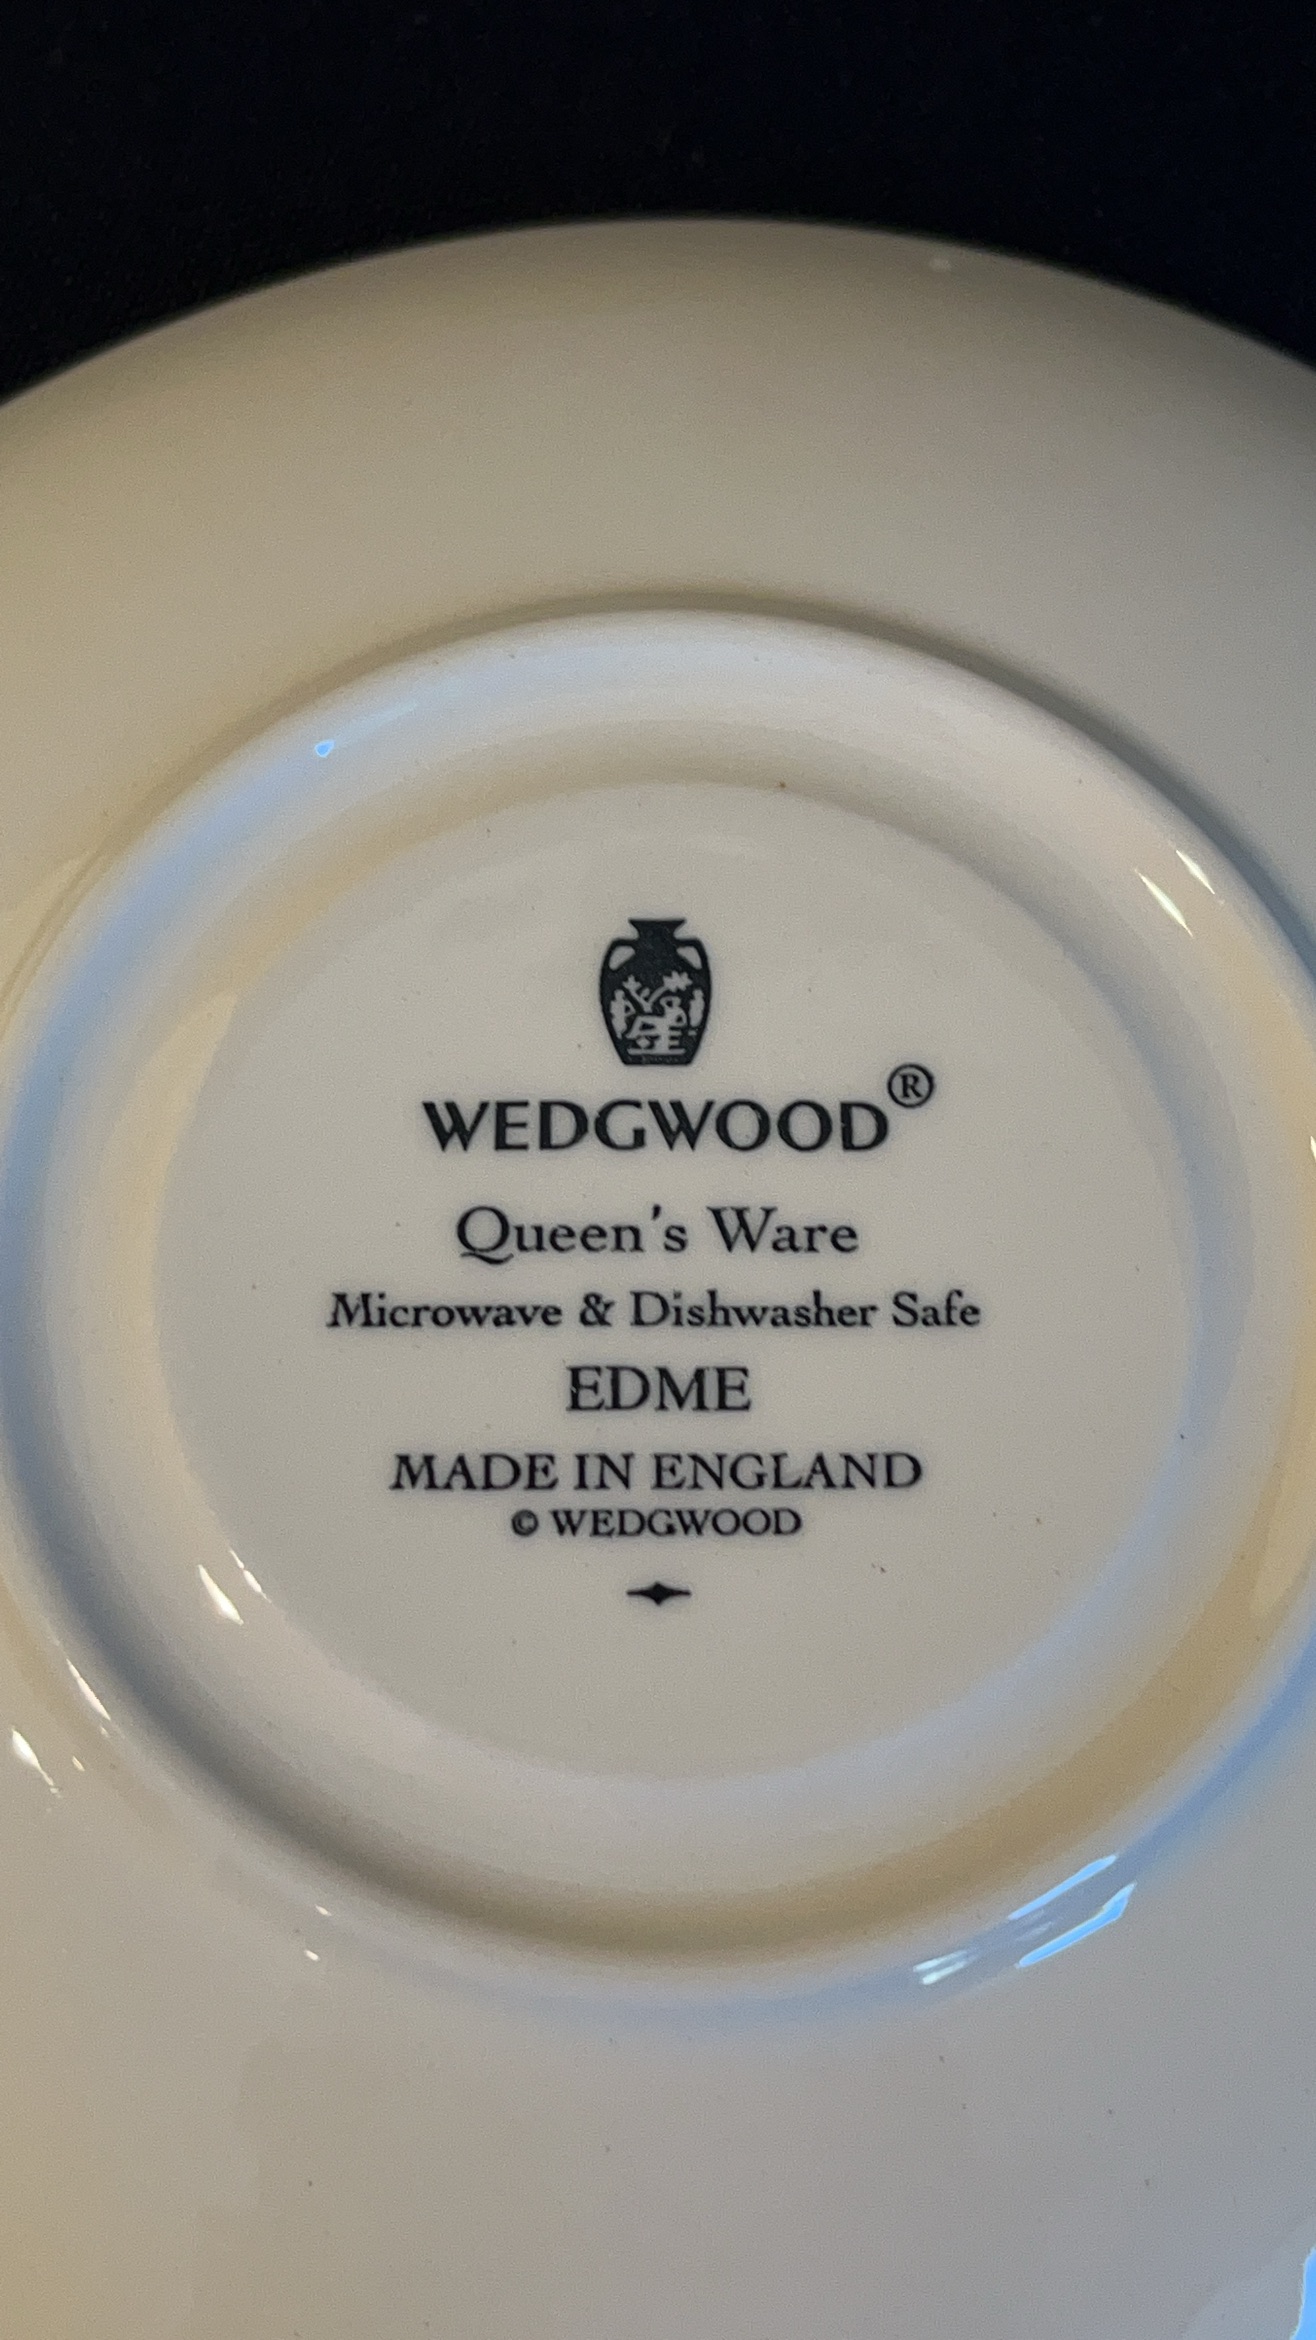 WEDGWOOD®
Queen's Ware
Microwave & Dishwasher Safe
EDME
MADE IN ENGLAND
© WEDGWOOD